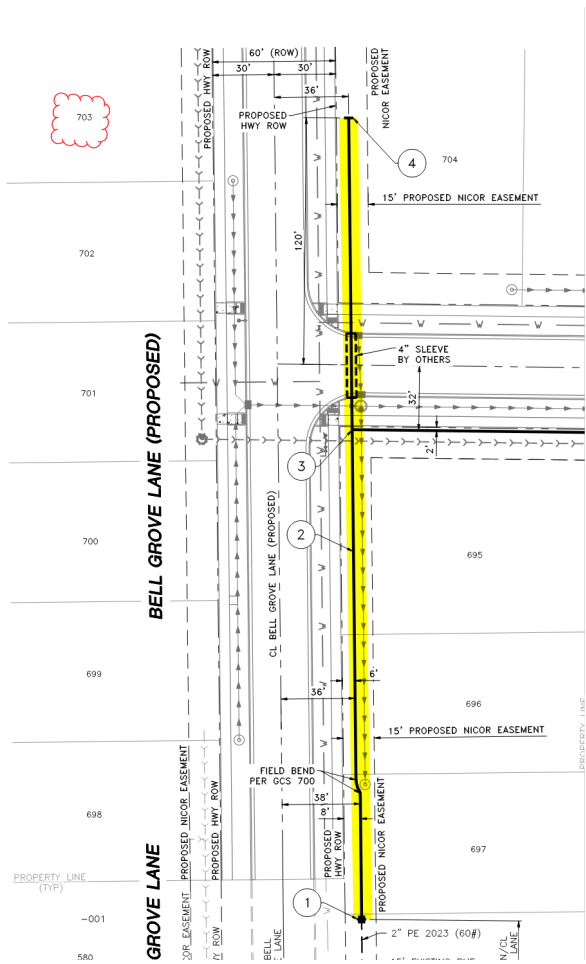 60' (ROW)
30'
30'
36'
PROPOSED HWY ROW
PROPOSED
NICOR EASEMENT
PROPOSED
HWY ROW
703
4
704
15' PROPOSED NICOR EASEMENT
702
120'
W
4" SLEEVE
BY OTHERS
32'
701
BELL GROVE LANE (PROPOSED)
2'
3
CL BELL GROVE LANE (PROPOSED)
2
700
695
699
6'
36'
696
15' PROPOSED NICOR EASEMENT
PROPERTY LINE
FIELD BEND
PER GCS 700
38'
8'
698
PROPOSED NICOR EASEMENT
PROPOSED HWY ROW
PROPOSED
HWY ROW
PROPOSED NICOR EASEMENT
697
PROPERTY LINE
(TYP)
GROVE LANE
1
-001
2" PE 2023 (60#)
580